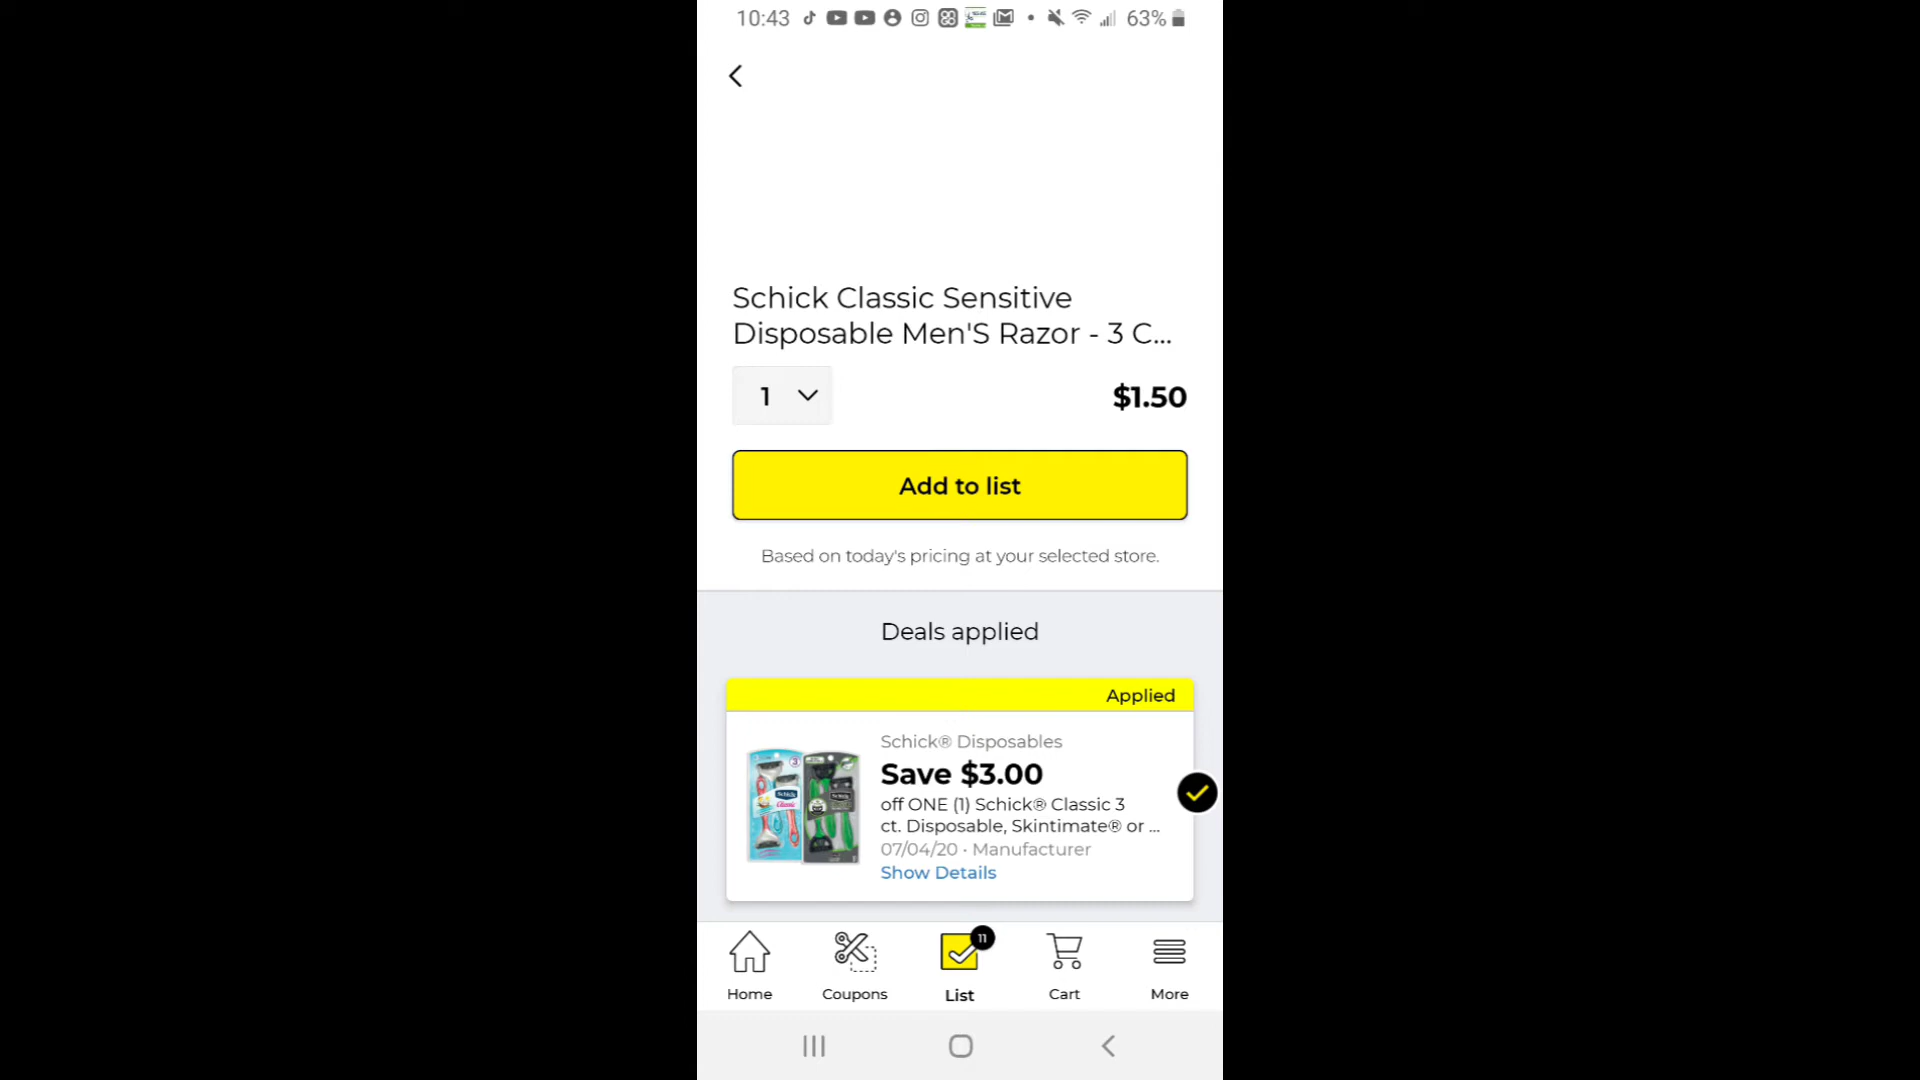 10:43
63%
Schick Classic Sensitive
Disposable Men'S Razor - 3 C...
1
$1.50
Add to list
Based on today's pricing at your selected store.
Deals applied
Applied
Schick® Disposables
Save $3.00
off ONE (1) Schick® Classic 3
ct. Disposable, Skintimate® or ...
07/04/20 · Manufacturer
Show Details
11
Home
Coupons
List
Cart
More